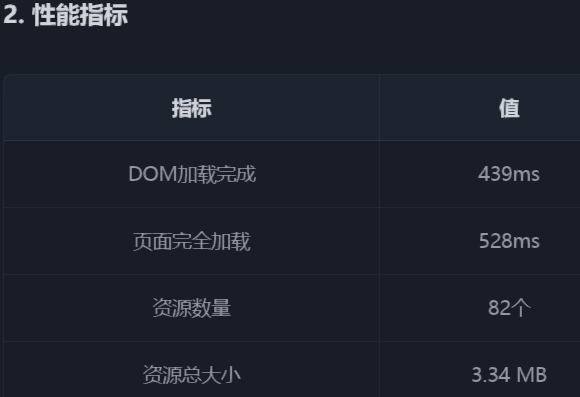 2. 性能指标
指标 值
DOM加载完成 439ms
页面完全加载 528ms
资源数量 82个
资源总大小 3.34 MB